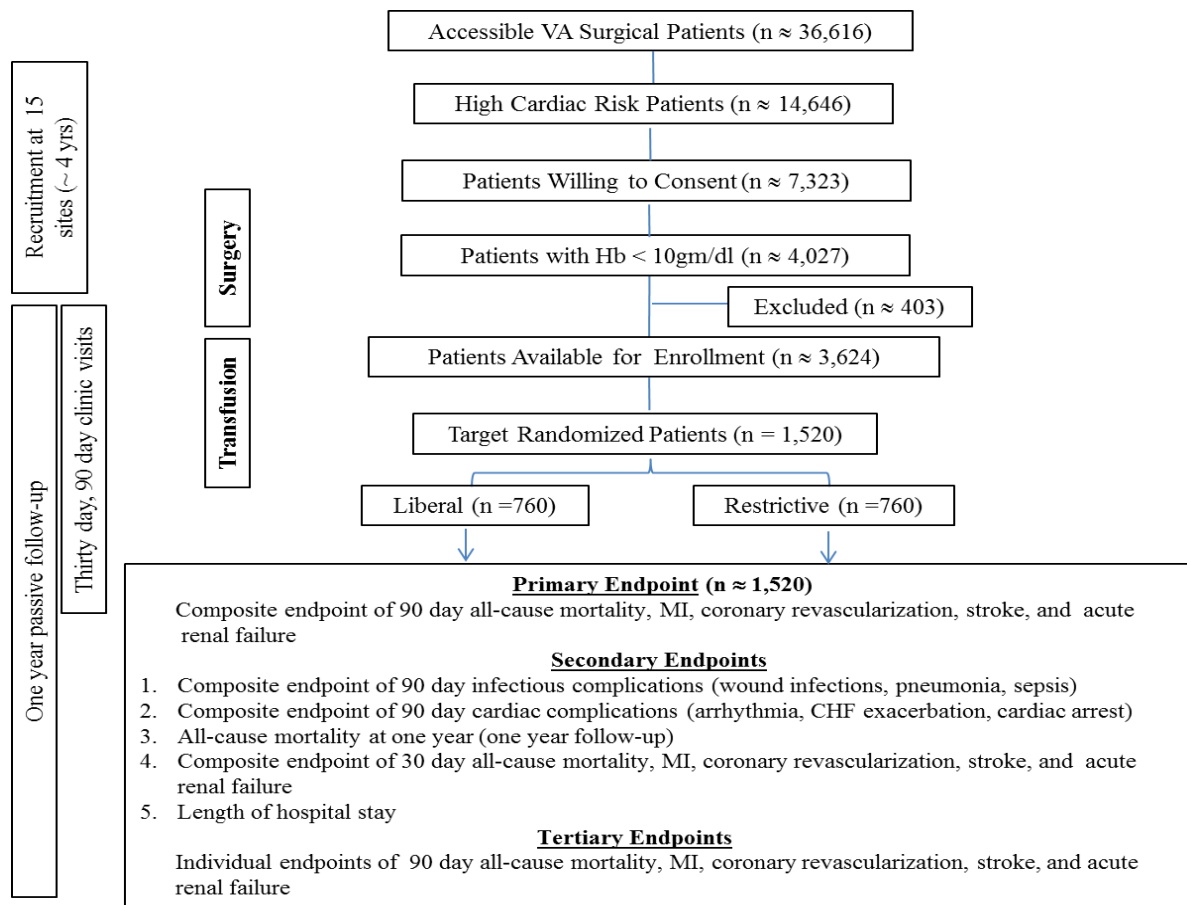 Accessible VA Surgical Patients (n ≈ 36,616)
High Cardiac Risk Patients (n ≈ 14,646)
Patients Willing to Consent (n ≈ 7,323)
Patients with Hb < 10gm/dl (n ≈ 4,027)
Excluded (n ≈ 403)
Patients Available for Enrollment (n ≈ 3,624)
Target Randomized Patients (n = 1,520)
Liberal (n =760)
Restrictive (n =760)
Recruitment at 15
sites (~ 4 yrs)
Surgery
Transfusion
One year passive follow-up
Thirty day, 90 day clinic visits
Primary Endpoint (n ≈ 1,520)
Composite endpoint of 90 day all-cause mortality, MI, coronary revascularization, stroke, and acute
renal failure
Secondary Endpoints
1. Composite endpoint of 90 day infectious complications (wound infections, pneumonia, sepsis)
2. Composite endpoint of 90 day cardiac complications (arrhythmia, CHF exacerbation, cardiac arrest)
3. All-cause mortality at one year (one year follow-up)
4. Composite endpoint of 30 day all-cause mortality, MI, coronary revascularization, stroke, and acute
renal failure
5. Length of hospital stay
Tertiary Endpoints
Individual endpoints of 90 day all-cause mortality, MI, coronary revascularization, stroke, and acute
renal failure